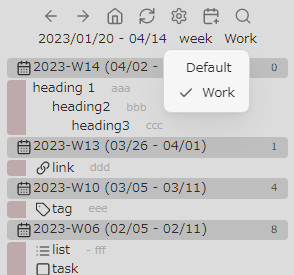 2023/01/20 - 04/14 week Work
Default
Work
2023-W14 (04/02 - 0
heading 1 aaa
heading2 bbb
heading3 ccc
2023-W13 (03/26 - 04/01) 1
link ddd
2023-W10 (03/05 - 03/11) 4
tag eee
2023-W06 (02/05 - 02/11) 8
list - fff
task